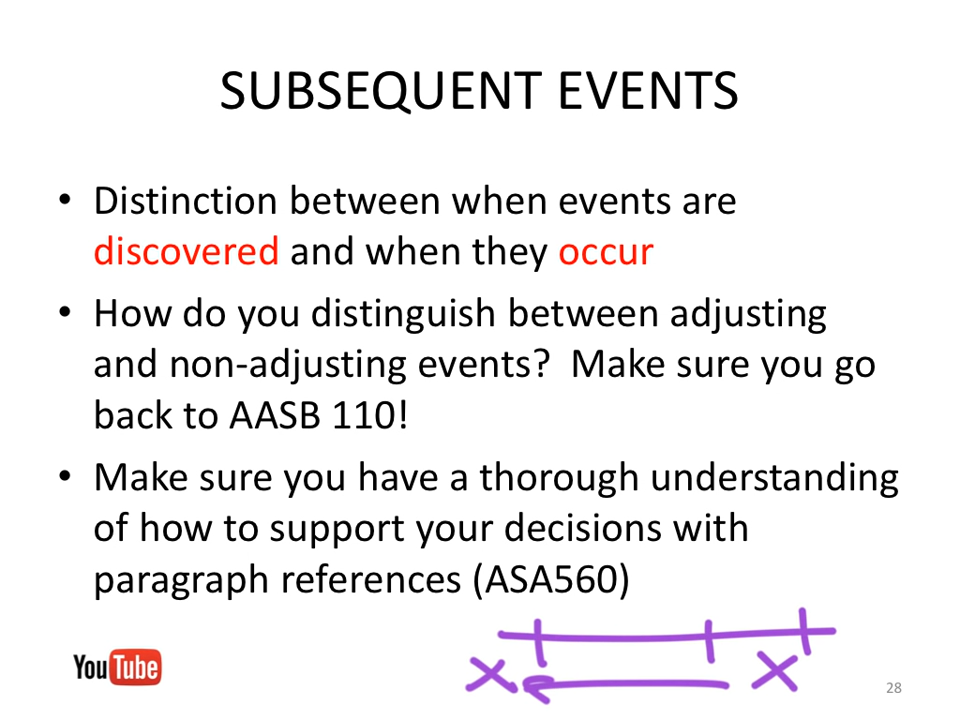 SUBSEQUENT EVENTS
• Distinction between when events are
discovered and when they occur
• How do you distinguish between adjusting
and non-adjusting events? Make sure you go
back to AASB 110!
• Make sure you have a thorough understanding
of how to support your decisions with
paragraph references (ASA560)
X X
YouTube
28